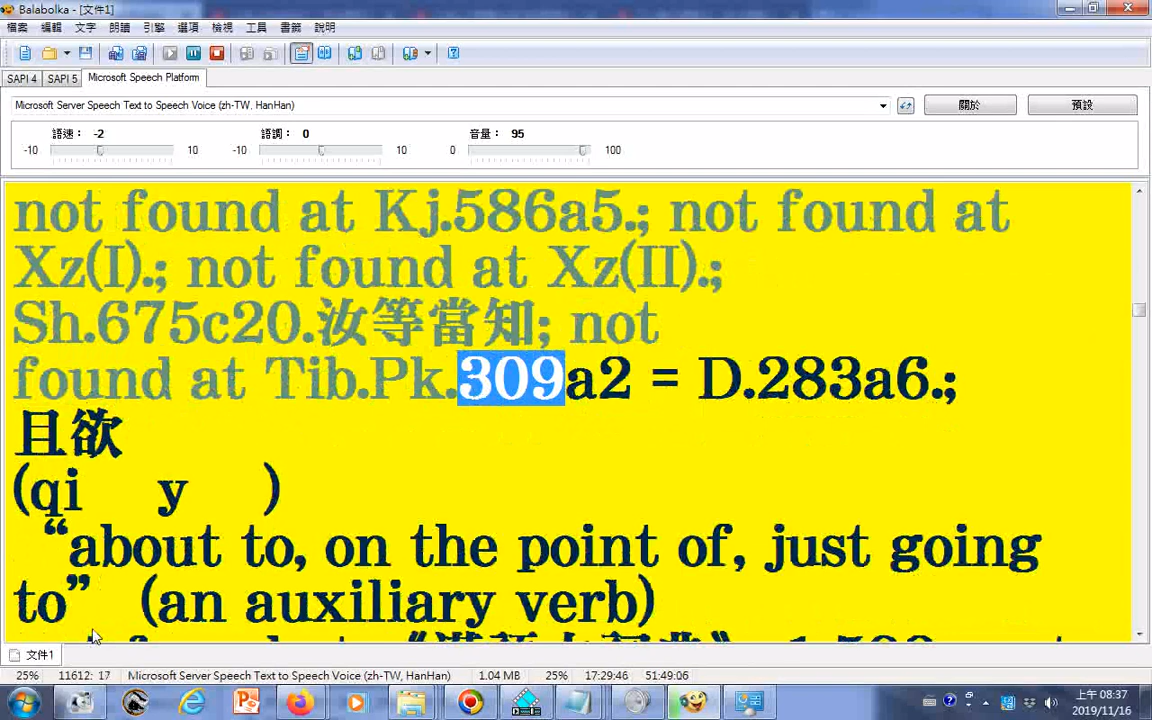 Balabolka - [文件1]
檔案 編輯 文字 朗讀 引擎 選項 檢視 工具 書籤 說明
SAPI 4 SAPI 5 Microsoft Speech Platform
Microsoft Server Speech Text to Speech Voice (zh-TW, HanHan) 關於 預設
語速： -2 語調： 0 音量： 95
-10 10 -10 10 0 100
not found at Kj.586a5.; not found at
Xz(I).; not found at Xz(II).;
Sh.675c20.汝等當知; not
found at Tib.Pk.309a2 = D.283a6.;
且欲
(qi y )
“about to, on the point of, just going
to” (an auxiliary verb)
文件1
25% 11612: 17 Microsoft Server Speech Text to Speech Voice (zh-TW, HanHan) 1.04 MB 25% 17:29:46 51:49:06
上午 08:37
2019/11/16